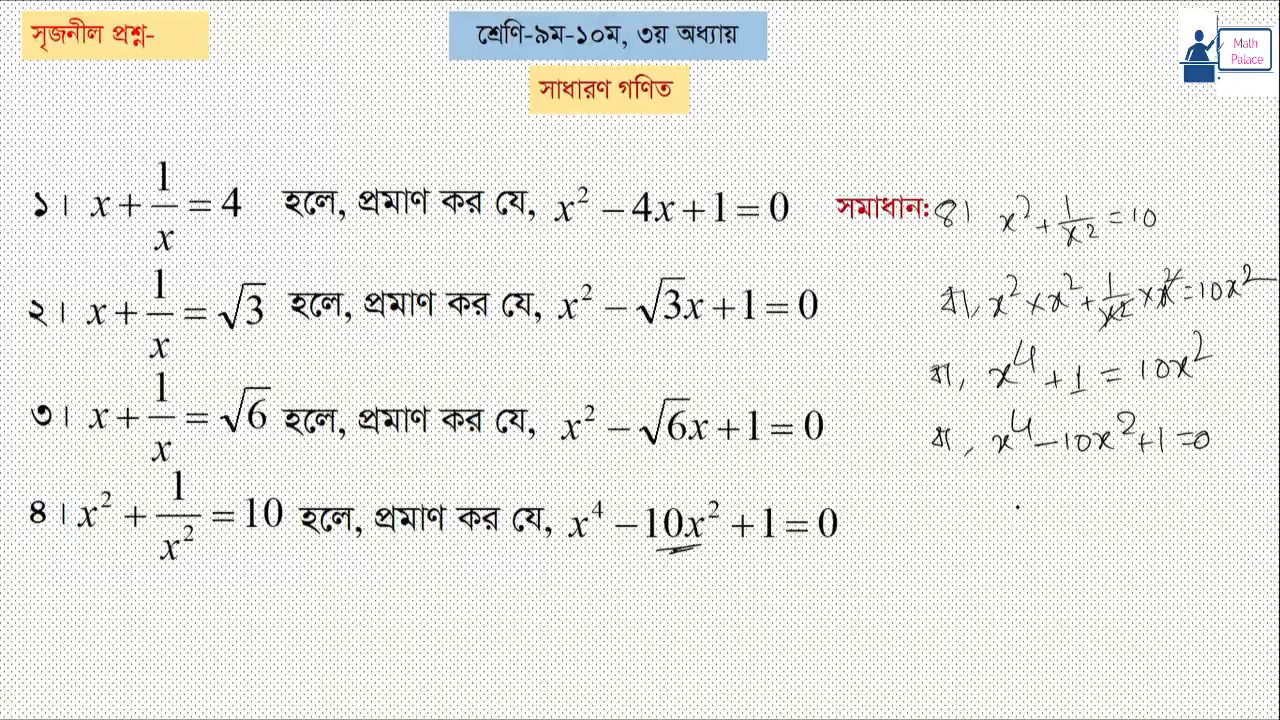 সৃজনীল প্রশ্ন-
শ্রেণি-৯ম-১০ম, ৩য় অধ্যায়
সাধারণ গণিত
Math
Palace
১। x + 1/x = 4 হলে, প্রমাণ কর যে, x² − 4x + 1 = 0
২। x + 1/x = √3 হলে, প্রমাণ কর যে, x² − √3x + 1 = 0
৩। x + 1/x = √6 হলে, প্রমাণ কর যে, x² − √6x + 1 = 0
৪। x² + 1/x² = 10 হলে, প্রমাণ কর যে, x⁴ − 10x² + 1 = 0
সমাধান: ৪। x² + 1/x² = 10
বা, x² × x² + 1/x² × x² = 10x²
বা, x⁴ + 1 = 10x²
বা, x⁴ − 10x² + 1 = 0